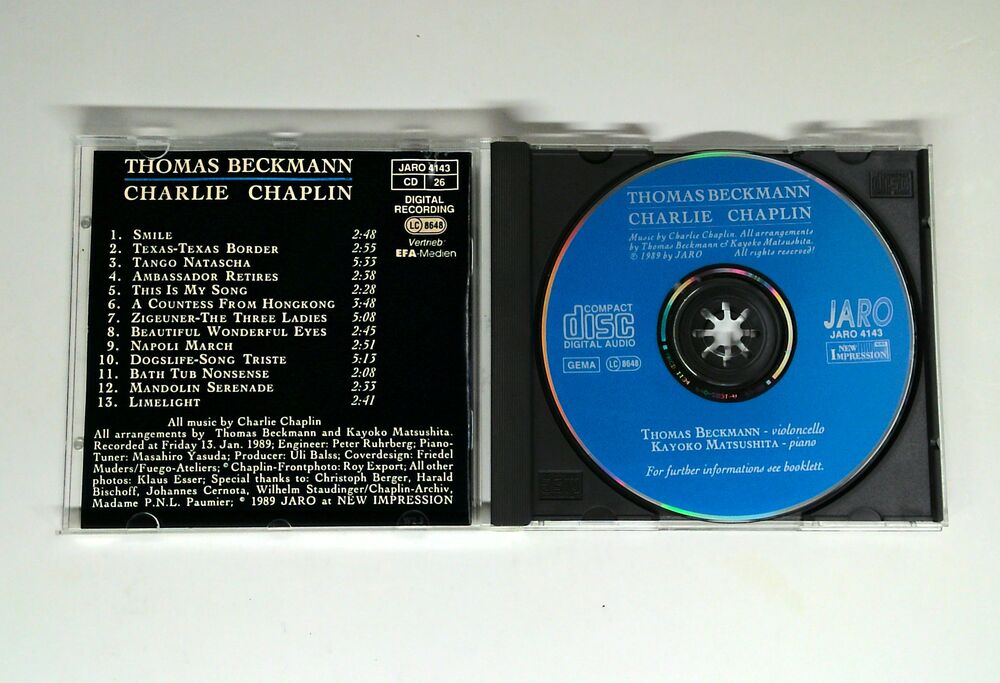 THOMAS BECKMANN
CHARLIE CHAPLIN
JARO 4143
CD 26
DIGITAL
RECORDING
LC 8648
Vertrieb
EFA-Medien
1. SMILE 2:48
2. TEXAS-TEXAS BORDER 2:55
3. TANGO NATASCHA 5:33
4. AMBASSADOR RETIRES 2:38
5. THIS IS MY SONG 2:28
6. A COUNTESS FROM HONGKONG 3:48
7. ZIGEUNER-THE THREE LADIES 5:08
8. BEAUTIFUL WONDERFUL EYES 2:45
9. NAPOLI MARCH 2:51
10. DOGSLIFE-SONG TRISTE 5:13
11. BATH TUB NONSENSE 2:08
12. MANDOLIN SERENADE 2:33
13. LIMELIGHT 2:41
All music by Charlie Chaplin
All arrangements by Thomas Beckmann and Kayoko Matsushita.
Recorded at Friday 13. Jan. 1989; Engineer: Peter Ruhrberg; Piano-
Tuner: Masahiro Yasuda; Producer: Uli Balss; Coverdesign: Friedel
Muders/Fuego-Ateliers; © Chaplin-Frontphoto: Roy Export; All other
photos: Klaus Esser; Special thanks to: Christoph Berger, Harald
Bischoff, Johannes Cernota, Wilhelm Staudinger/Chaplin-Archiv,
Madame P.N.L. Paumier; © 1989 JARO at NEW IMPRESSION
THOMAS BECKMANN
CHARLIE CHAPLIN
Music by Charlie Chaplin. All arrangements
by Thomas Beckmann & Kayoko Matsushita.
© 1989 by JARO All rights reserved!
COMPACT
disc
DIGITAL AUDIO
GEMA LC 8648
JARO
JARO 4143
NEW
IMPRESSION
THOMAS BECKMANN - violoncello
KAYOKO MATSUSHITA - piano
For further informations see booklett.